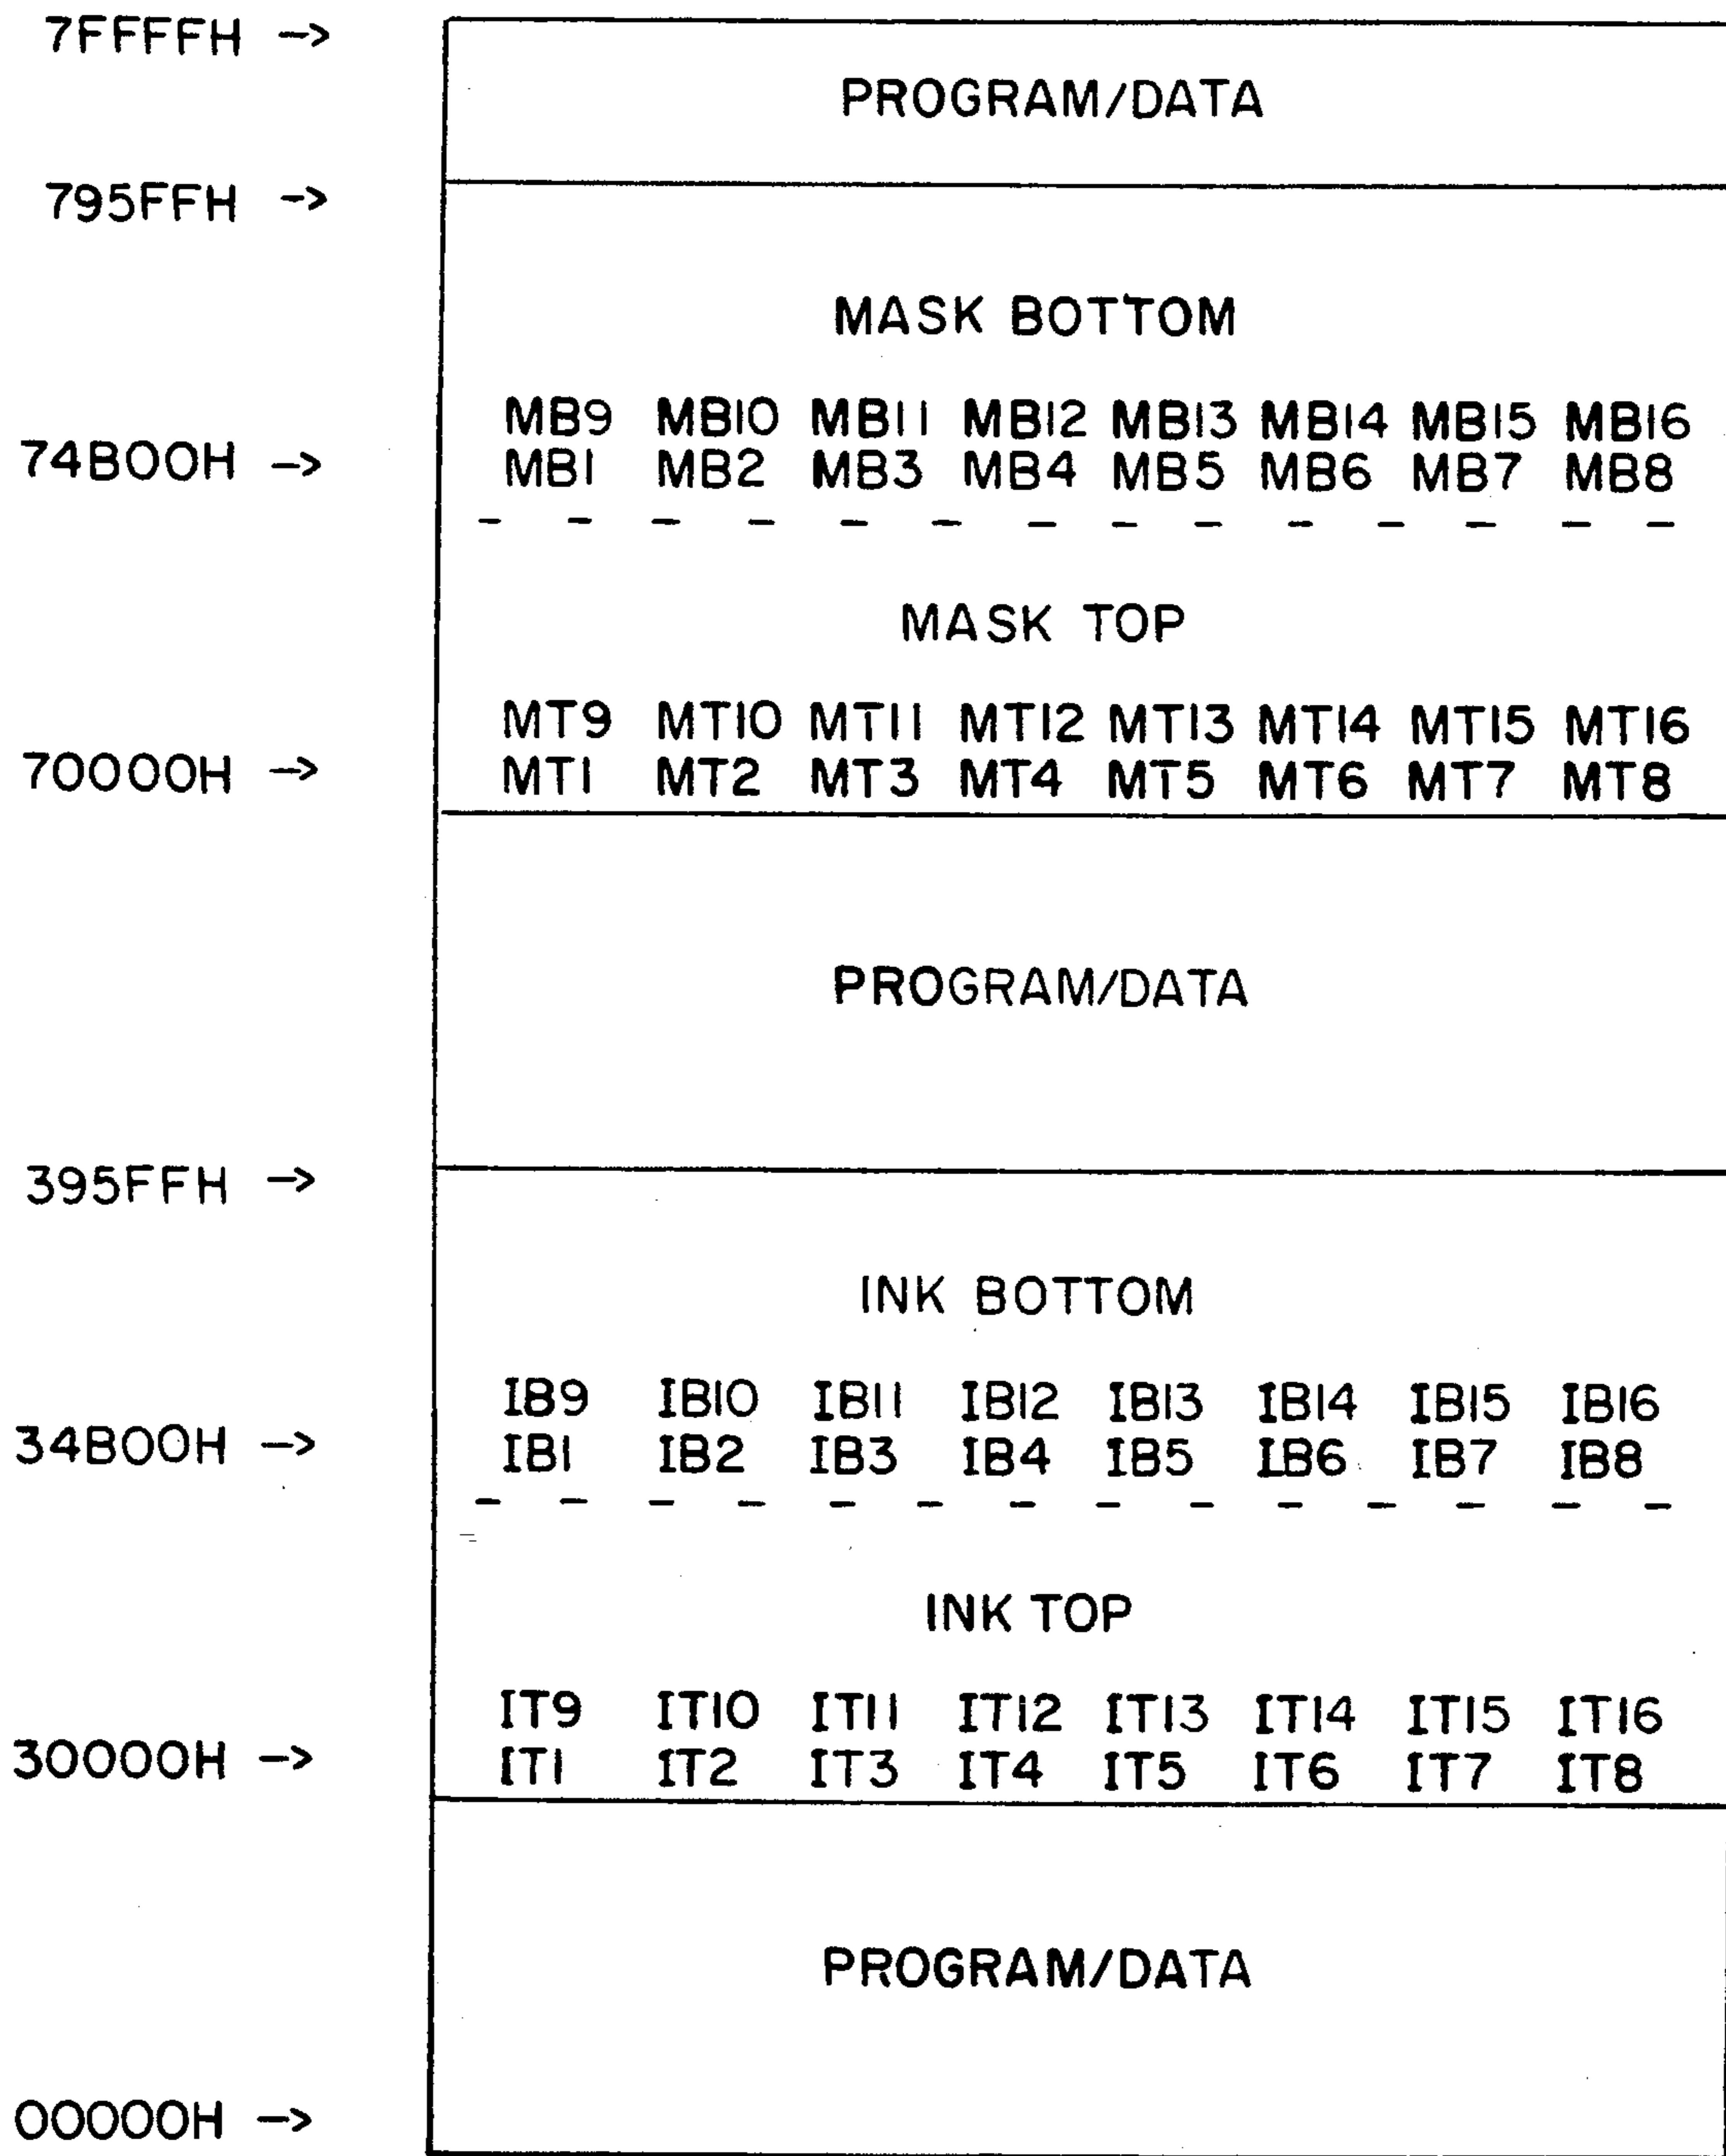 7FFFFH ->
PROGRAM/DATA
795FFH ->
MASK BOTTOM
MB9 MB10 MB11 MB12 MB13 MB14 MB15 MB16
74B00H -> MB1 MB2 MB3 MB4 MB5 MB6 MB7 MB8
MASK TOP
MT9 MT10 MT11 MT12 MT13 MT14 MT15 MT16
70000H -> MT1 MT2 MT3 MT4 MT5 MT6 MT7 MT8
PROGRAM/DATA
395FFH ->
INK BOTTOM
IB9 IB10 IB11 IB12 IB13 IB14 IB15 IB16
34B00H -> IB1 IB2 IB3 IB4 IB5 IB6 IB7 IB8
INK TOP
IT9 IT10 IT11 IT12 IT13 IT14 IT15 IT16
30000H -> IT1 IT2 IT3 IT4 IT5 IT6 IT7 IT8
PROGRAM/DATA
00000H ->